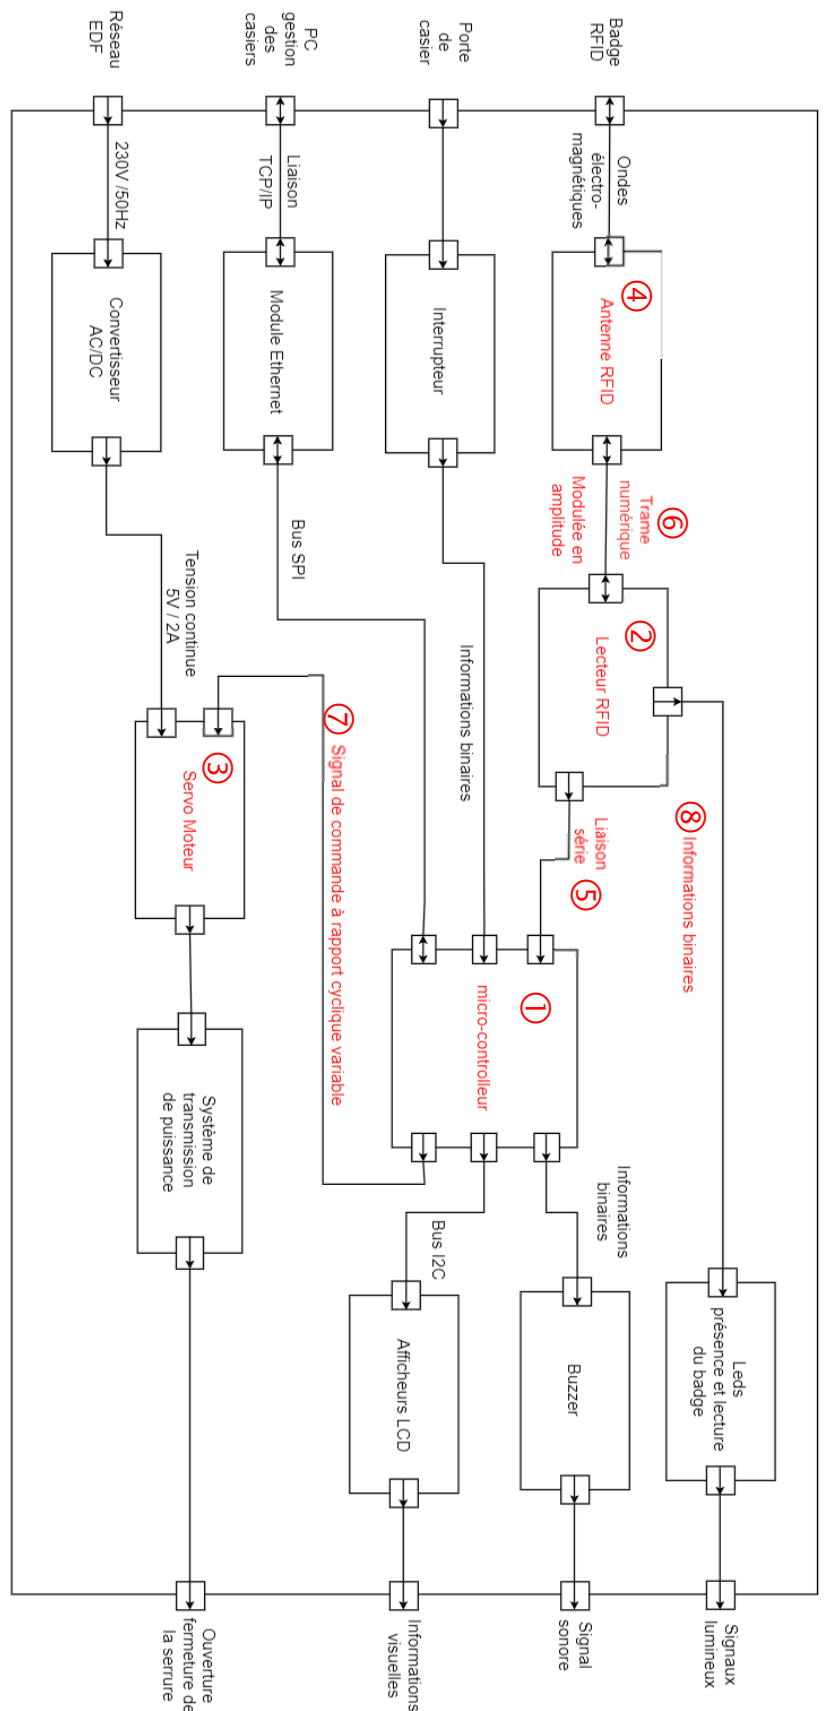 Badge
RFID
Ondes
électro-
magnétiques
④
Antenne RFID
⑥
Trame
numérique
Modulée en
amplitude
②
Lecteur RFID
⑧ Informations binaires
Liaison
série
⑤
Leds
présence et lecture
du badge
Signaux
lumineux
Porte
de
casier
Interrupteur
Informations binaires
①
micro-controlleur
Informations
binaires
Buzzer
Signal
sonore
PC
gestion
des
casiers
Liaison
TCP/IP
Module Ethernet
Bus SPI
Bus I2C
Afficheurs LCD
Informations
visuelles
⑦ Signal de commande à rapport cyclique variable
Réseau
EDF
230V /50Hz
Convertisseur
AC/DC
Tension continue
5V / 2A
③
Servo Moteur
Système de
transmission
de puissance
Ouverture
fermeture de
la serrure